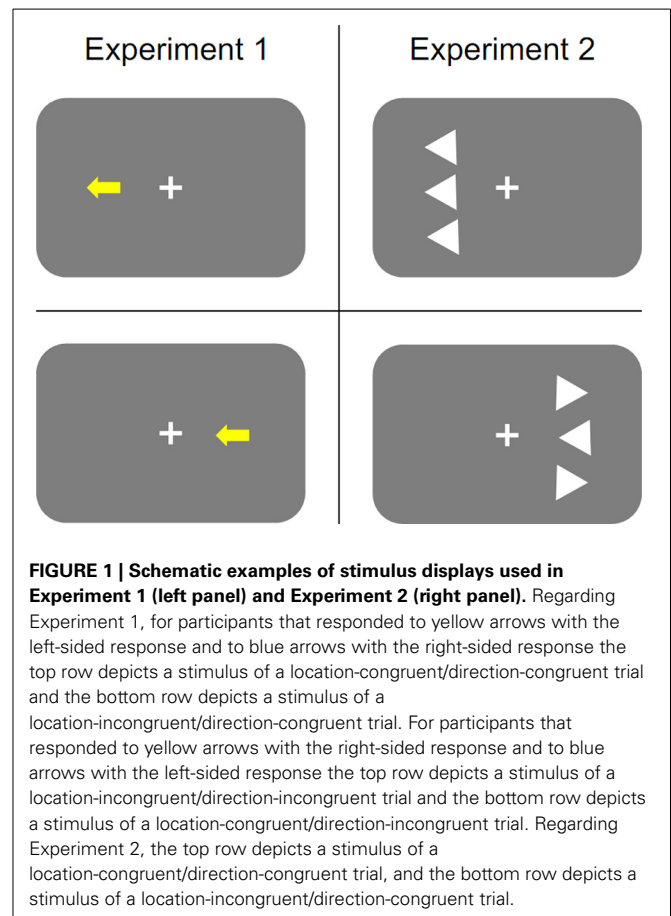 Experiment 1
Experiment 2
FIGURE 1 | Schematic examples of stimulus displays used in
Experiment 1 (left panel) and Experiment 2 (right panel). Regarding
Experiment 1, for participants that responded to yellow arrows with the
left-sided response and to blue arrows with the right-sided response the
top row depicts a stimulus of a location-congruent/direction-congruent trial
and the bottom row depicts a stimulus of a
location-incongruent/direction-congruent trial. For participants that
responded to yellow arrows with the right-sided response and to blue
arrows with the left-sided response the top row depicts a stimulus of a
location-incongruent/direction-incongruent trial and the bottom row depicts
a stimulus of a location-congruent/direction-incongruent trial. Regarding
Experiment 2, the top row depicts a stimulus of a
location-congruent/direction-congruent trial, and the bottom row depicts a
stimulus of a location-incongruent/direction-congruent trial.